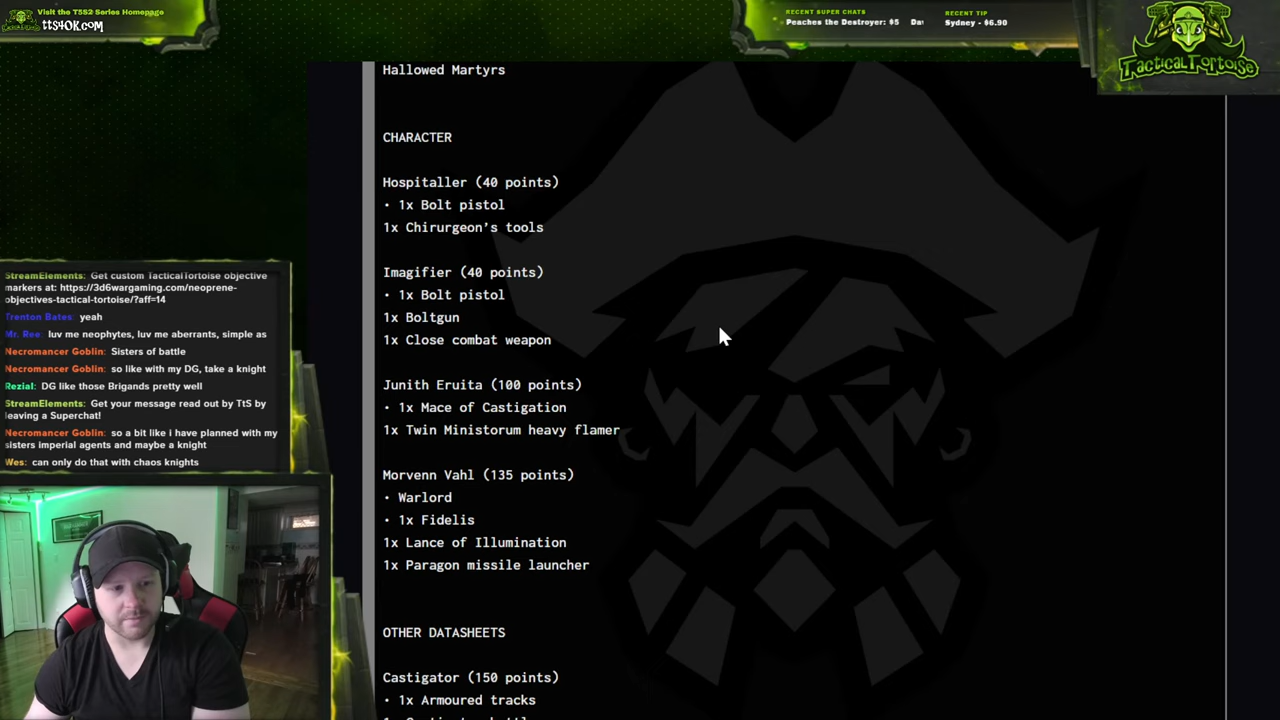 Visit the T5S2 Series Homepage
tts40k.com
RECENT SUPER CHATS
Peaches the Destroyer: $5 Da
RECENT TIP
Sydney - $6.90
TacticalTortoise
Hallowed Martyrs
CHARACTER
Hospitaller (40 points)
• 1x Bolt pistol
1x Chirurgeon's tools
Imagifier (40 points)
• 1x Bolt pistol
1x Boltgun
1x Close combat weapon
Junith Eruita (100 points)
• 1x Mace of Castigation
1x Twin Ministorum heavy flamer
Morvenn Vahl (135 points)
• Warlord
• 1x Fidelis
1x Lance of Illumination
1x Paragon missile launcher
OTHER DATASHEETS
Castigator (150 points)
• 1x Armoured tracks
StreamElements: Get custom TacticalTortoise objective
markers at: https://3d6wargaming.com/neoprene-
objectives-tactical-tortoise/?aff=14
Trenton Bates: yeah
Mr. Ree: luv me neophytes, luv me aberrants, simple as
Necromancer Goblin: Sisters of battle
Necromancer Goblin: so like with my DG, take a knight
Rezial: DG like those Brigands pretty well
StreamElements: Get your message read out by TtS by
leaving a Superchat!
Necromancer Goblin: so a bit like i have planned with my
sisters imperial agents and maybe a knight
Wes: can only do that with chaos knights